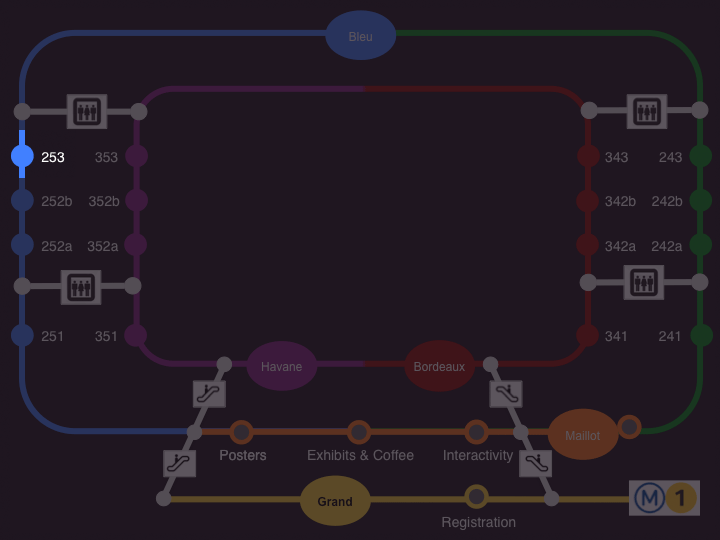 Bleu
253 353 343 243
252b 352b 342b 242b
252a 352a 342a 242a
251 351 341 241
Havane Bordeaux
Maillot
Posters Exhibits & Coffee Interactivity
Grand M 1
Registration